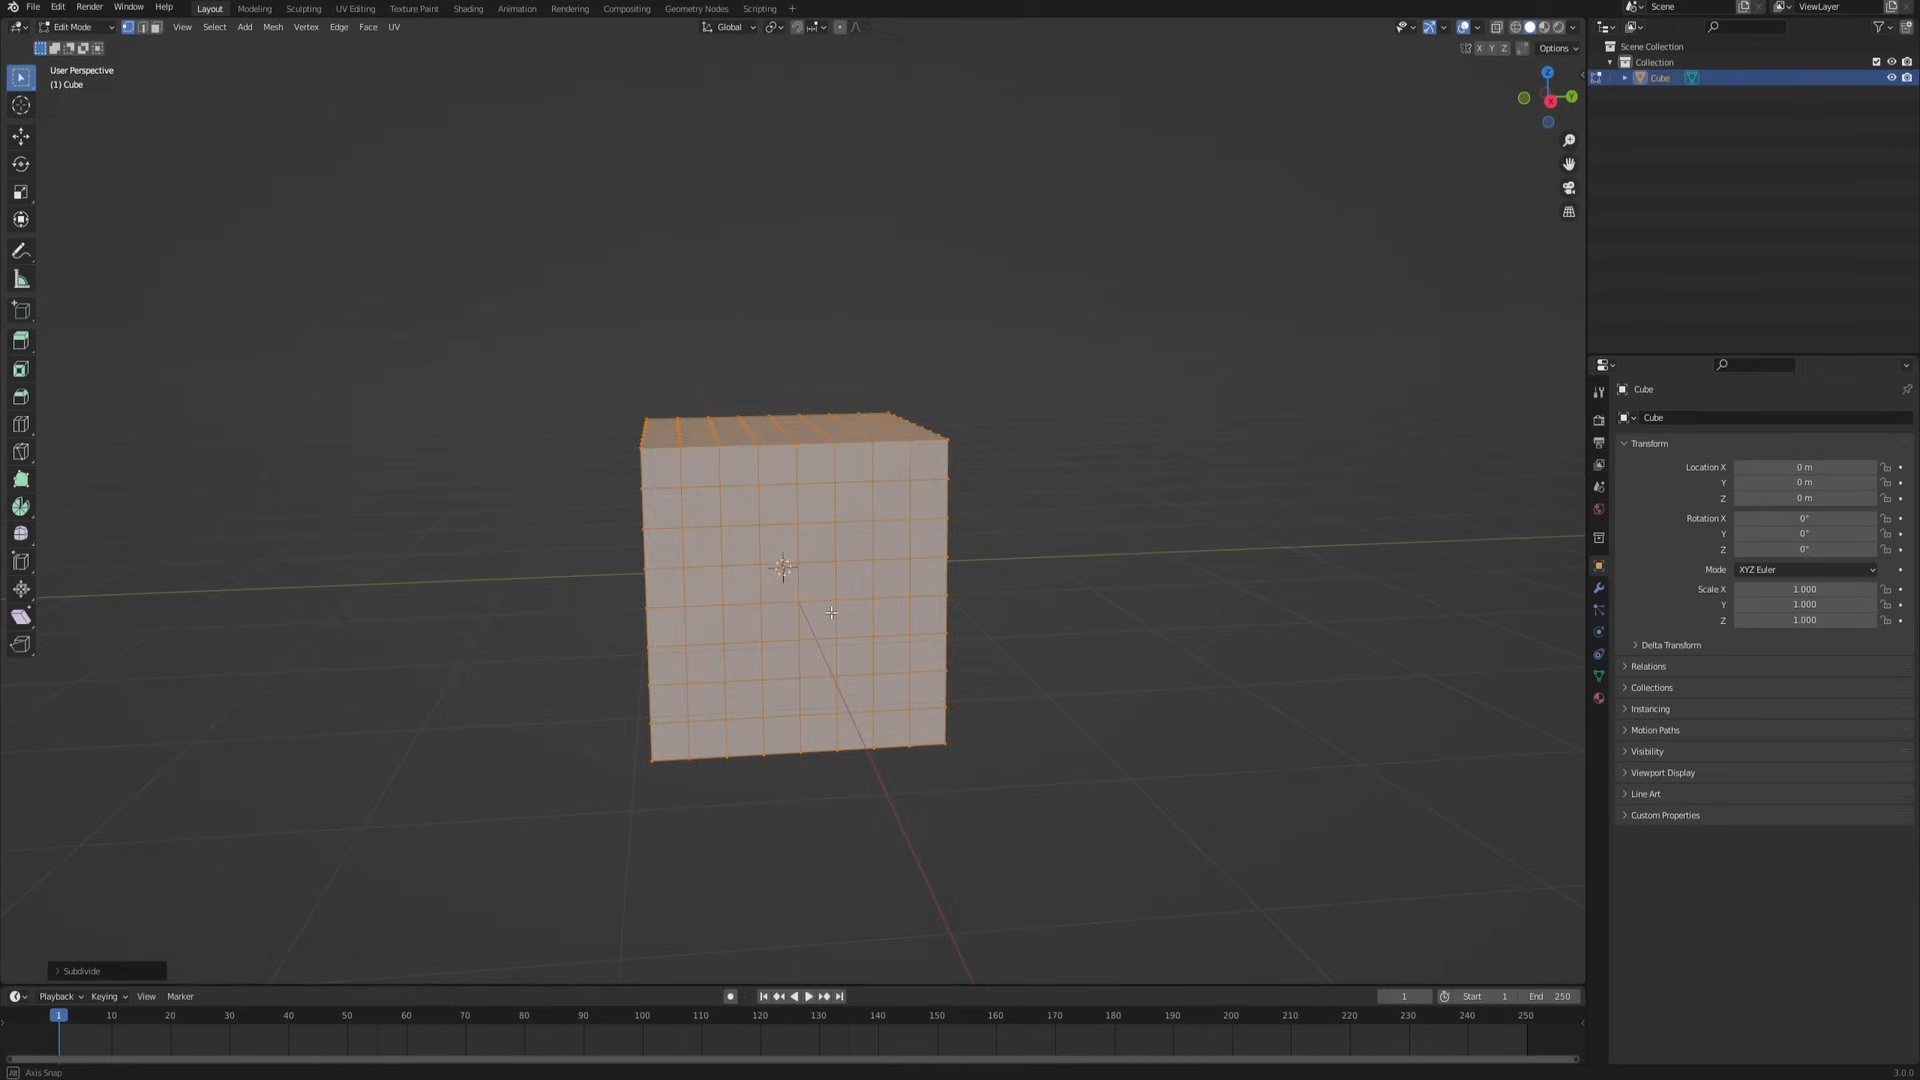 File Edit Render Window Help Layout Modeling Sculpting UV Editing Texture Paint Shading Animation Rendering Compositing Geometry Nodes Scripting + Scene ViewLayer
Edit Mode View Select Add Mesh Vertex Edge Face UV Global
X Y Z Options
User Perspective
(1) Cube
Z
Y
X
Scene Collection
Collection
Cube
Cube
Cube
Transform
Location X 0 m
Y 0 m
Z 0 m
Rotation X 0°
Y 0°
Z 0°
Mode XYZ Euler
Scale X 1.000
Y 1.000
Z 1.000
Delta Transform
Relations
Collections
Instancing
Motion Paths
Visibility
Viewport Display
Line Art
Custom Properties
Subdivide
Playback Keying View Marker 1 Start 1 End 250
1 10 20 30 40 50 60 70 80 90 100 110 120 130 140 150 160 170 180 190 200 210 220 230 240 250
Alt Axis Snap 3.0.0